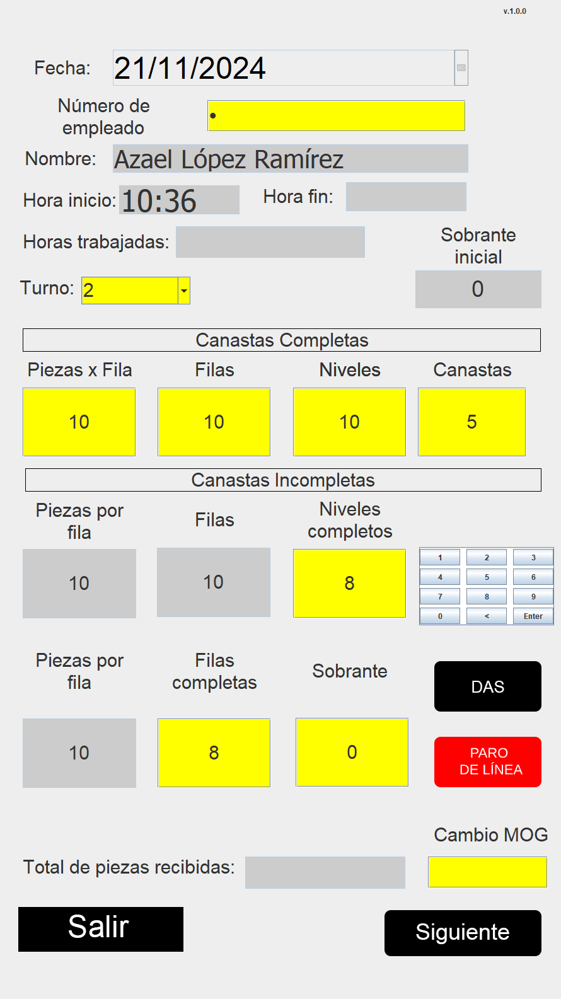 v.1.0.0
Fecha: 21/11/2024
Número de
empleado
•
Nombre: Azael López Ramírez
Hora inicio: 10:36 Hora fin:
Horas trabajadas:
Sobrante
inicial
Turno: 2
0
Canastas Completas
Piezas x Fila Filas Niveles Canastas
10 10 10 5
Canastas Incompletas
Piezas por
fila
Filas
Niveles
completos
10 10 8
1 2 3
4 5 6
7 8 9
0 < Enter
Piezas por
fila
Filas
completas
Sobrante
DAS
10 8 0
PARO
DE LÍNEA
Cambio MOG
Total de piezas recibidas:
Salir
Siguiente